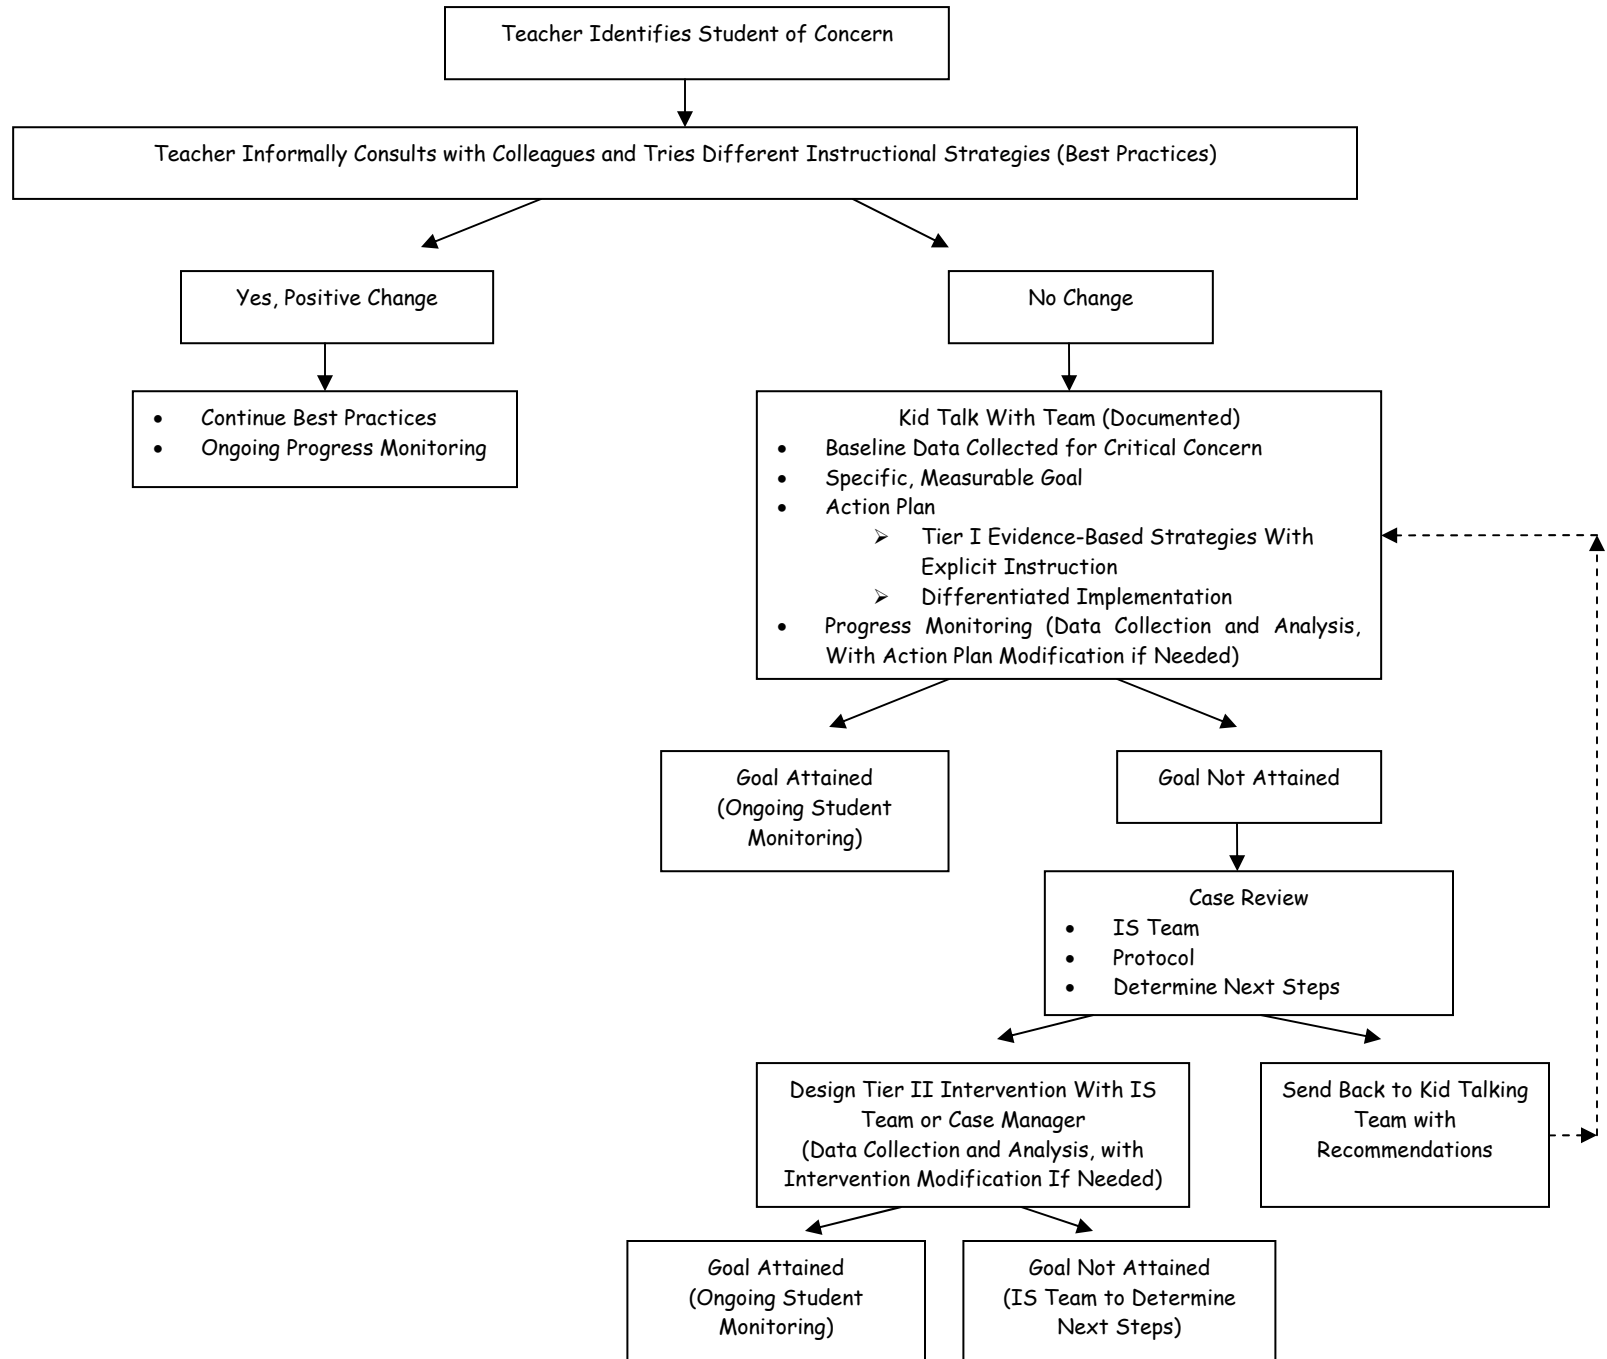 Teacher Identifies Student of Concern
Teacher Informally Consults with Colleagues and Tries Different Instructional Strategies (Best Practices)
Yes, Positive Change
No Change
• Continue Best Practices
• Ongoing Progress Monitoring
Kid Talk With Team (Documented)
• Baseline Data Collected for Critical Concern
• Specific, Measurable Goal
• Action Plan
➢ Tier I Evidence-Based Strategies With
Explicit Instruction
➢ Differentiated Implementation
• Progress Monitoring (Data Collection and Analysis,
With Action Plan Modification if Needed)
Goal Attained
(Ongoing Student
Monitoring)
Goal Not Attained
Case Review
• IS Team
• Protocol
• Determine Next Steps
Design Tier II Intervention With IS
Team or Case Manager
(Data Collection and Analysis, with
Intervention Modification If Needed)
Send Back to Kid Talking
Team with
Recommendations
Goal Attained
(Ongoing Student
Monitoring)
Goal Not Attained
(IS Team to Determine
Next Steps)